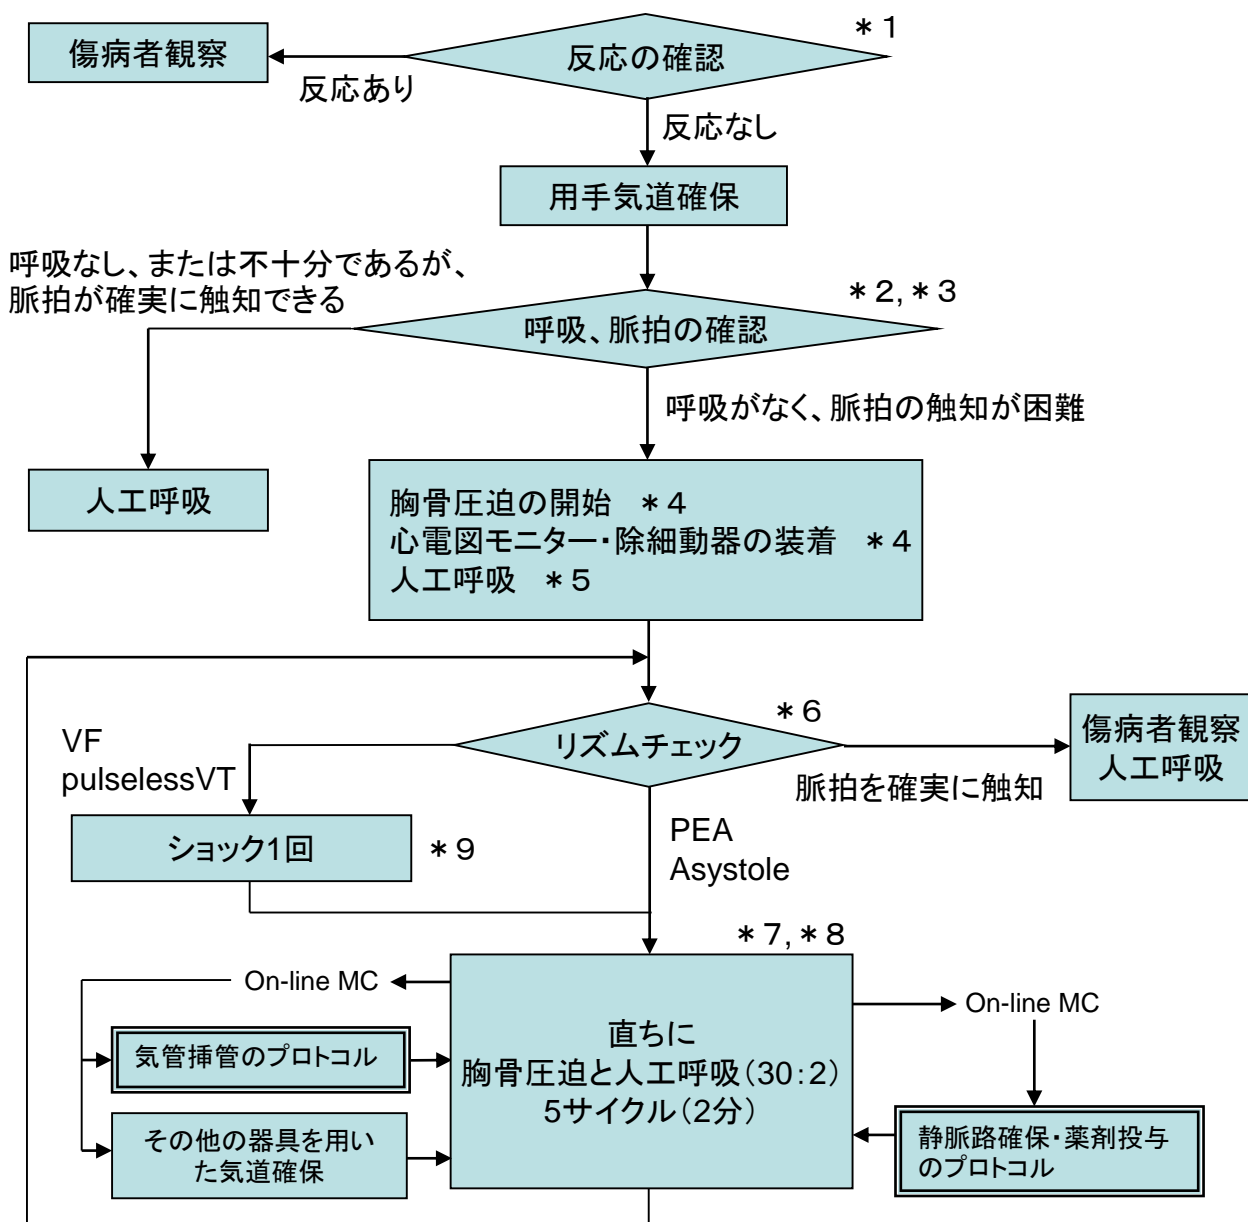 反応の確認
＊1
傷病者観察
反応あり
反応なし
用手気道確保
呼吸なし、または不十分であるが、
脈拍が確実に触知できる
＊2,＊3
呼吸、脈拍の確認
呼吸がなく、脈拍の触知が困難
人工呼吸
胸骨圧迫の開始　＊4
心電図モニター・除細動器の装着　＊4
人工呼吸　＊5
＊6
リズムチェック
傷病者観察
人工呼吸
VF
pulselessVT
脈拍を確実に触知
ショック1回
＊9
PEA
Asystole
＊7,＊8
On-line MC
On-line MC
直ちに
胸骨圧迫と人工呼吸（30：2）
5サイクル（2分）
気管挿管のプロトコル
その他の器具を用い
た気道確保
静脈路確保・薬剤投与
のプロトコル